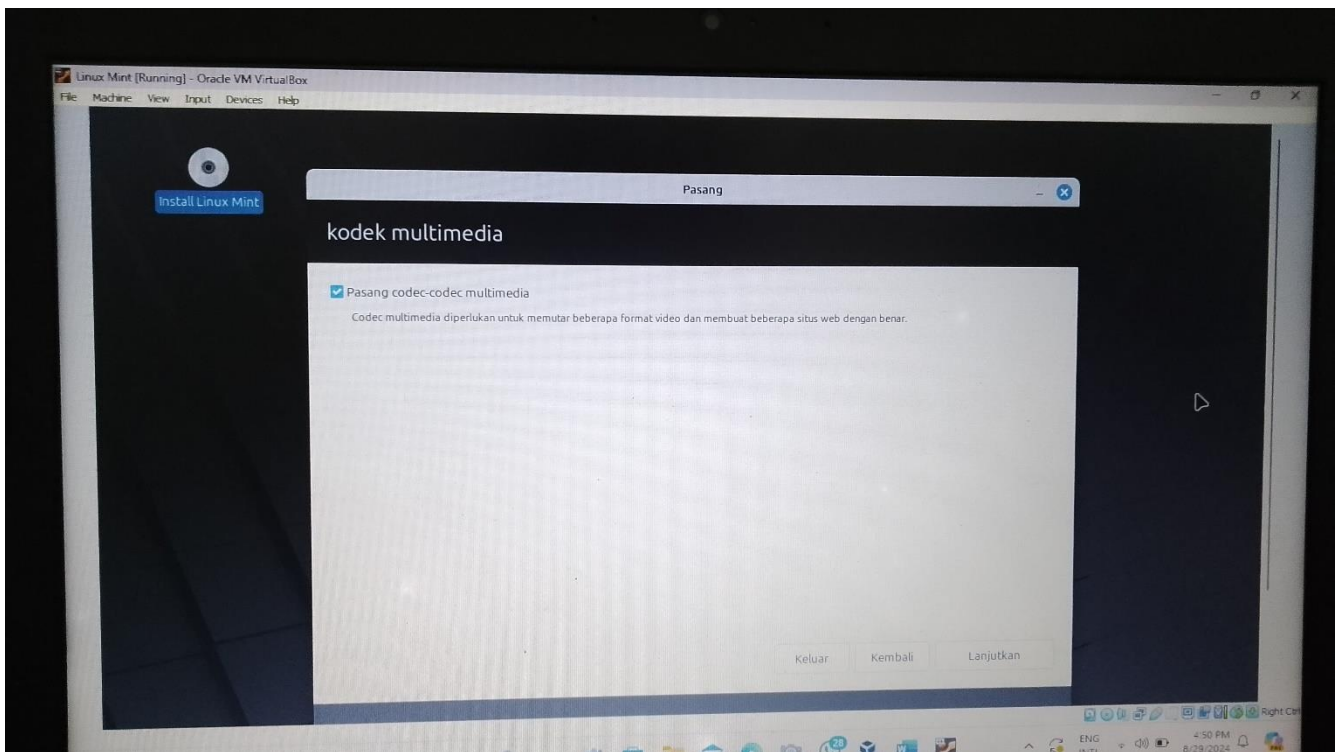 Linux Mint [Running] - Oracle VM VirtualBox
File Machine View Input Devices Help
Install Linux Mint
Pasang
kodek multimedia
Pasang codec-codec multimedia
Codec multimedia diperlukan untuk memutar beberapa format video dan membuat beberapa situs web dengan benar.
Keluar Kembali Lanjutkan
Right Ctrl
28
ENG
INTL
4:50 PM
8/29/2024